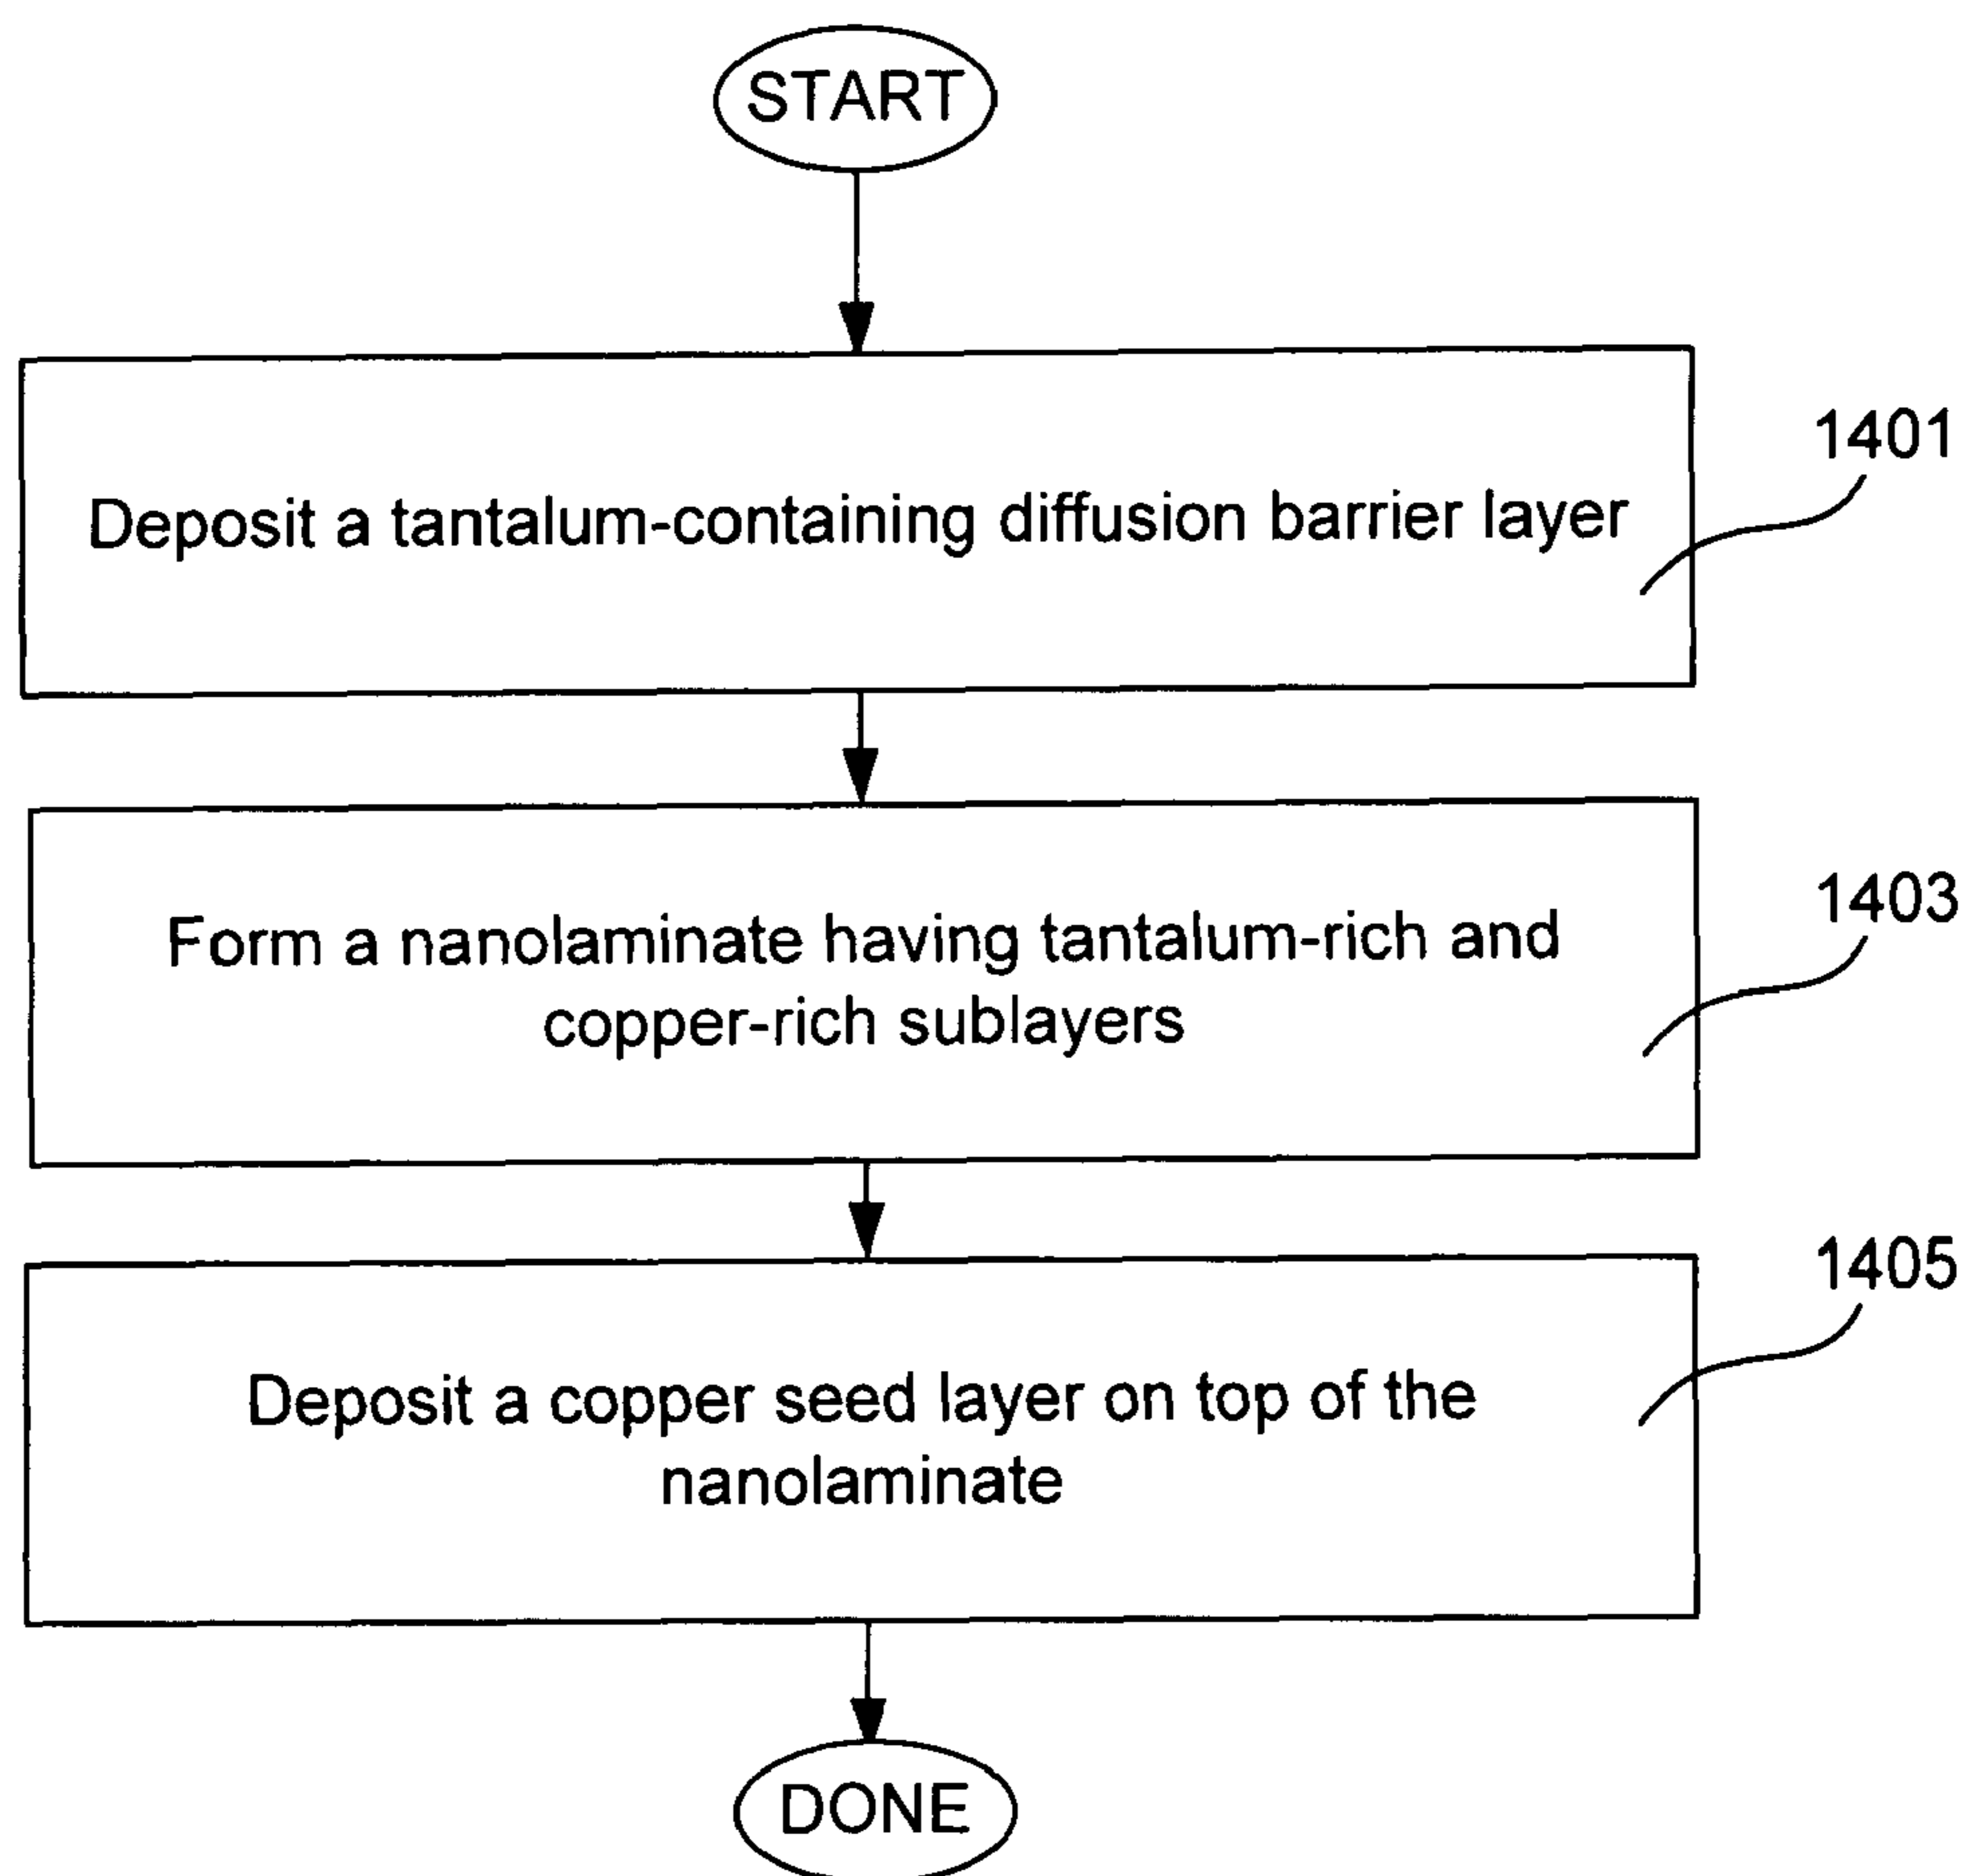 START
Deposit a tantalum-containing diffusion barrier layer
1401
Form a nanolaminate having tantalum-rich and
copper-rich sublayers
1403
Deposit a copper seed layer on top of the
nanolaminate
1405
DONE